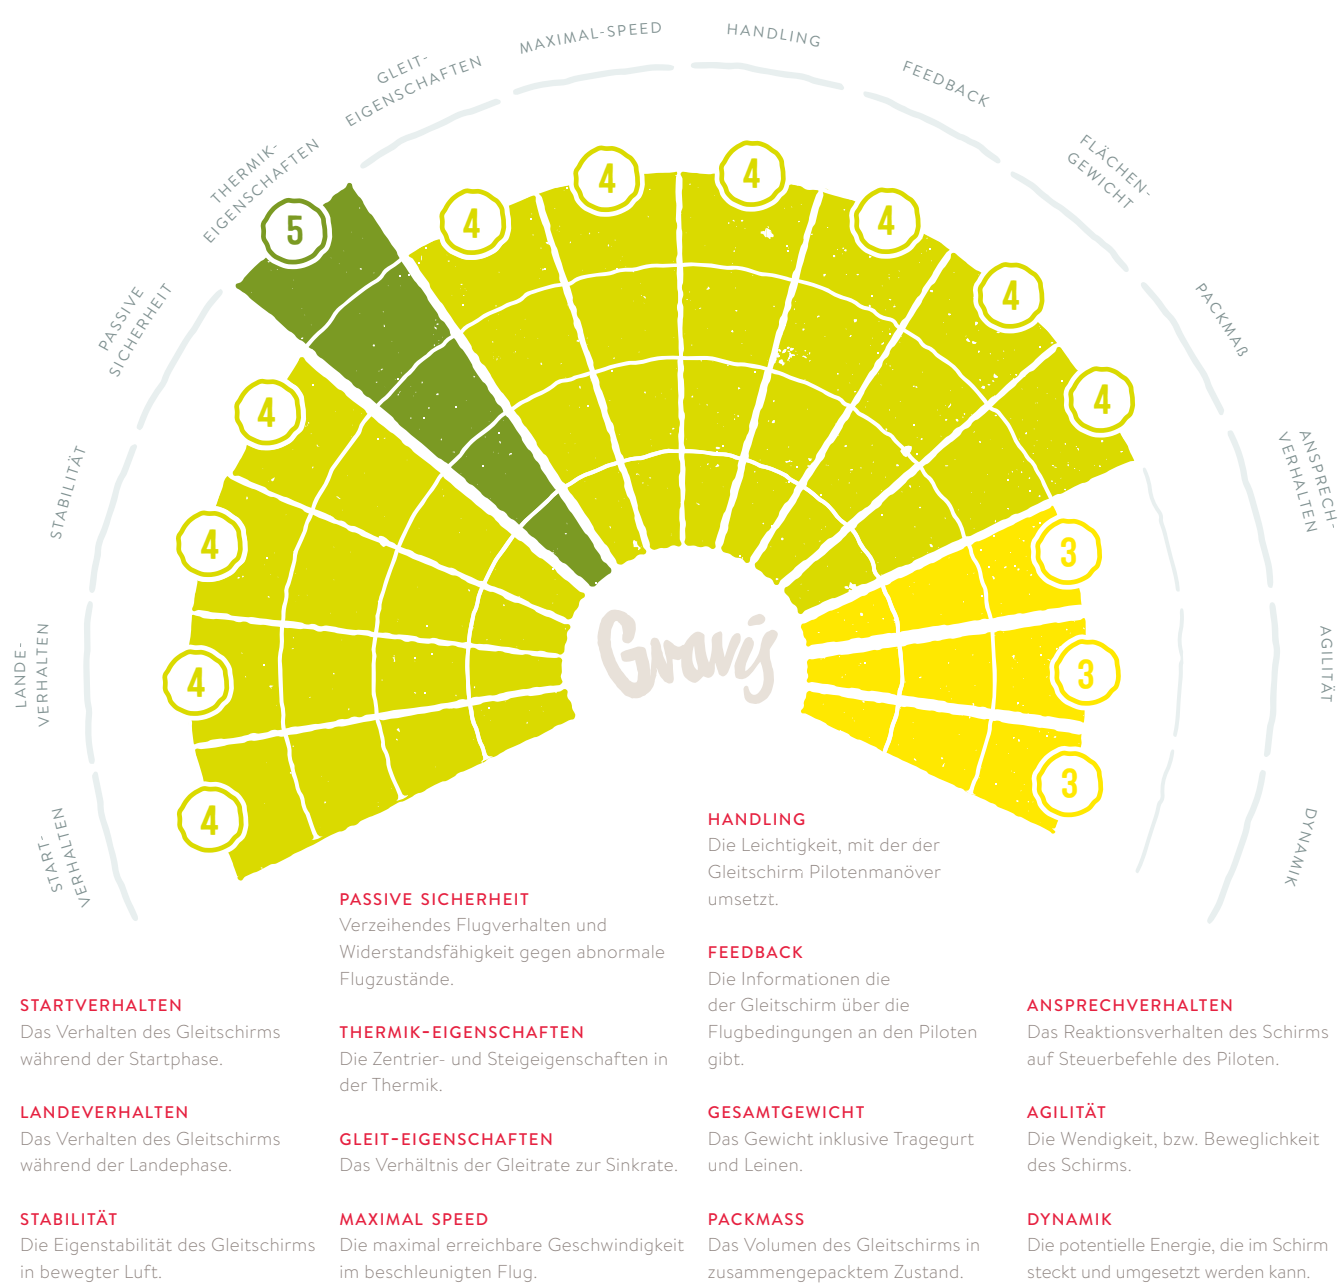 START-
VERHALTEN
LANDE-
VERHALTEN
STABILITÄT
PASSIVE
SICHERHEIT
THERMIK-
EIGENSCHAFTEN
GLEIT-
EIGENSCHAFTEN
MAXIMAL-SPEED
HANDLING
FEEDBACK
FLÄCHEN-
GEWICHT
PACKMAß
ANSPRECH-
VERHALTEN
AGILITÄT
DYNAMIK
4
4
4
4
5
4
4
4
4
4
4
3
3
3
Gravis
STARTVERHALTEN
Das Verhalten des Gleitschirms
während der Startphase.
LANDEVERHALTEN
Das Verhalten des Gleitschirms
während der Landephase.
STABILITÄT
Die Eigenstabilität des Gleitschirms
in bewegter Luft.
PASSIVE SICHERHEIT
Verzeihendes Flugverhalten und
Widerstandsfähigkeit gegen abnormale
Flugzustände.
THERMIK-EIGENSCHAFTEN
Die Zentrier- und Steigeigenschaften in
der Thermik.
GLEIT-EIGENSCHAFTEN
Das Verhältnis der Gleitrate zur Sinkrate.
MAXIMAL SPEED
Die maximal erreichbare Geschwindigkeit
im beschleunigten Flug.
HANDLING
Die Leichtigkeit, mit der der
Gleitschirm Pilotenmanöver
umsetzt.
FEEDBACK
Die Informationen die
der Gleitschirm über die
Flugbedingungen an den Piloten
gibt.
GESAMTGEWICHT
Das Gewicht inklusive Tragegurt
und Leinen.
PACKMASS
Das Volumen des Gleitschirms in
zusammengepacktem Zustand.
ANSPRECHVERHALTEN
Das Reaktionsverhalten des Schirms
auf Steuerbefehle des Piloten.
AGILITÄT
Die Wendigkeit, bzw. Beweglichkeit
des Schirms.
DYNAMIK
Die potentielle Energie, die im Schirm
steckt und umgesetzt werden kann.